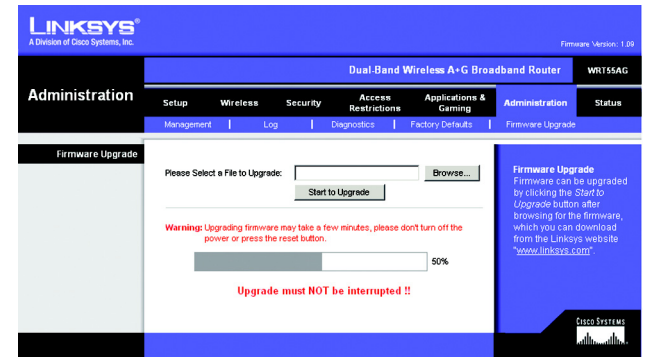 LINKSYS®
A Division of Cisco Systems, Inc.
Firmware Version: 1.09
Dual-Band Wireless A+G Broadband Router
WRT55AG
Administration
Setup
Wireless
Security
Access Restrictions
Applications & Gaming
Administration
Status
Management | Log | Diagnostics | Factory Defaults | Firmware Upgrade
Firmware Upgrade
Please Select a File to Upgrade:
Browse...
Start to Upgrade
Warning: Upgrading firmware may take a few minutes, please don't turn off the
power or press the reset button.
50%
Upgrade must NOT be interrupted !!
Firmware Upgrade
Firmware can be upgraded
by clicking the Start to
Upgrade button after
browsing for the firmware,
which you can download
from the Linksys website
"www.linksys.com".
CISCO SYSTEMS